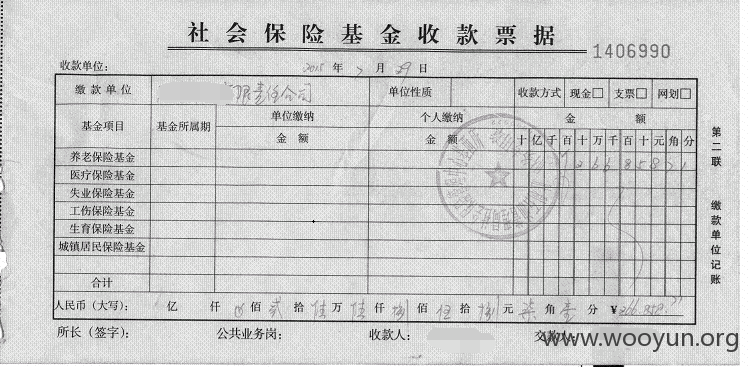 社会保险基金收款票据
1406990
收款单位： 2015 年 7 月 29 日
缴款单位 限责任公司 单位性质 收款方式 现金□ 支票□ 网划□
基金项目 基金所属期 单位缴纳 金额 个人缴纳 金额 金额
十 亿 千 百 十 万 千 百 十 元 角 分
养老保险基金 2 6 6 8 5 8 7 1
医疗保险基金
失业保险基金
工伤保险基金
生育保险基金
城镇居民保险基金
合计
人民币（大写）： 亿 仟 佰 贰 拾 陆 万 陆 仟 捌 佰 伍 拾 捌 元 柒 角 壹 分 ¥266858.71
所长（签字）： 公共业务岗： 收款人： 交款人：
第二联 缴款单位记账
www.wooyun.org